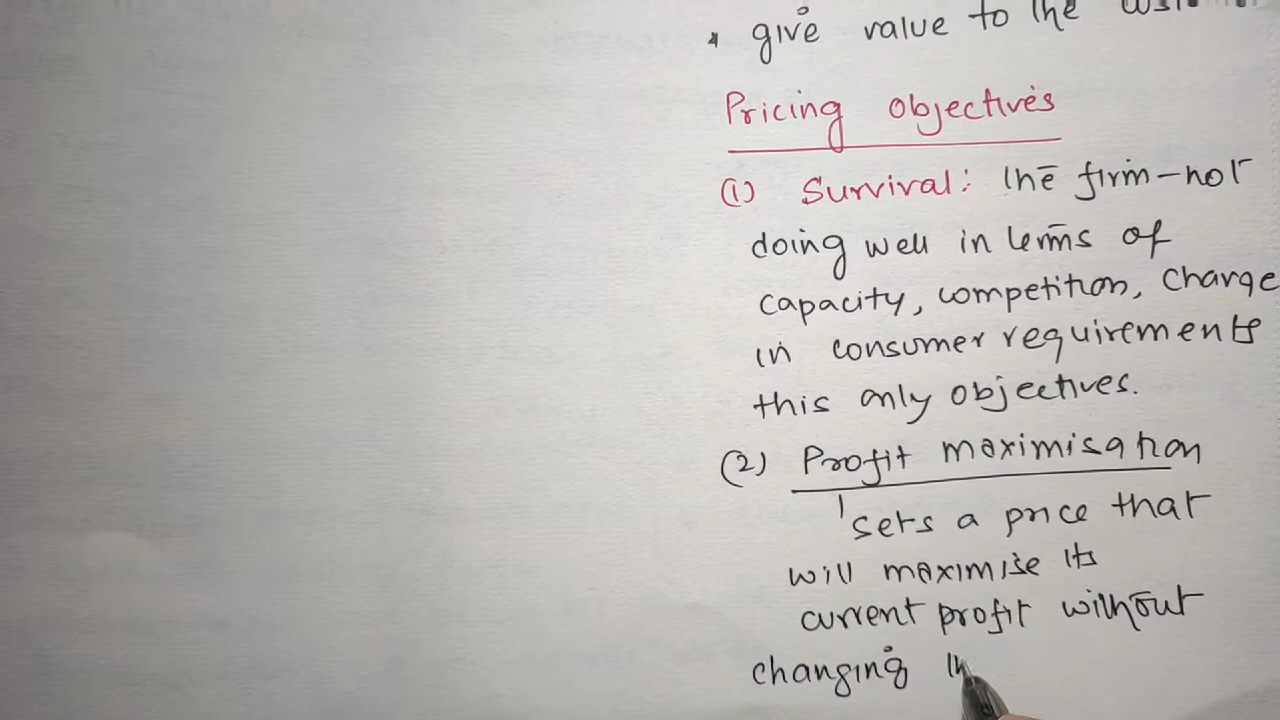 * give value to the
Pricing objectives
(1) Survival: the firm-not
doing well in terms of
capacity, competition, change
in consumer requirements
this only objectives.
(2) Profit maximisation
sets a price that
will maximise its
current profit without
changing